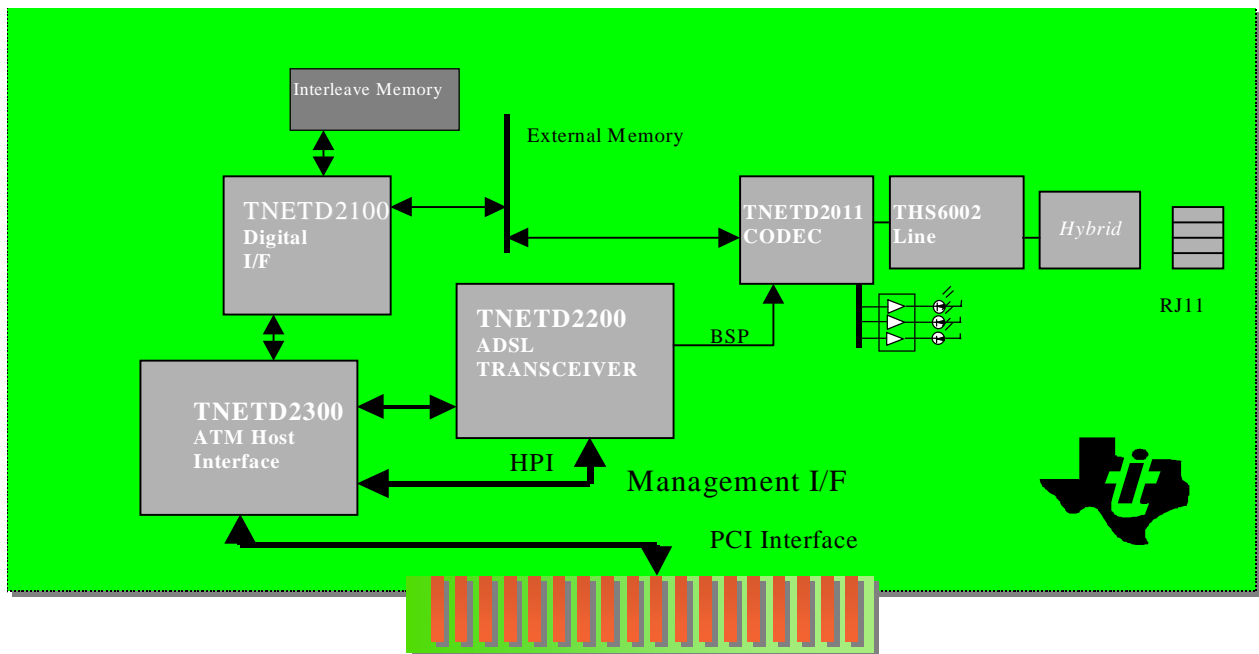 Interleave Memory
External Memory
TNETD2100
Digital
I/F
TNETD2011
CODEC
THS6002
Line
Hybrid
RJ11
TNETD2200
ADSL
TRANSCEIVER
BSP
TNETD2300
ATM Host
Interface
HPI
Management I/F
PCI Interface